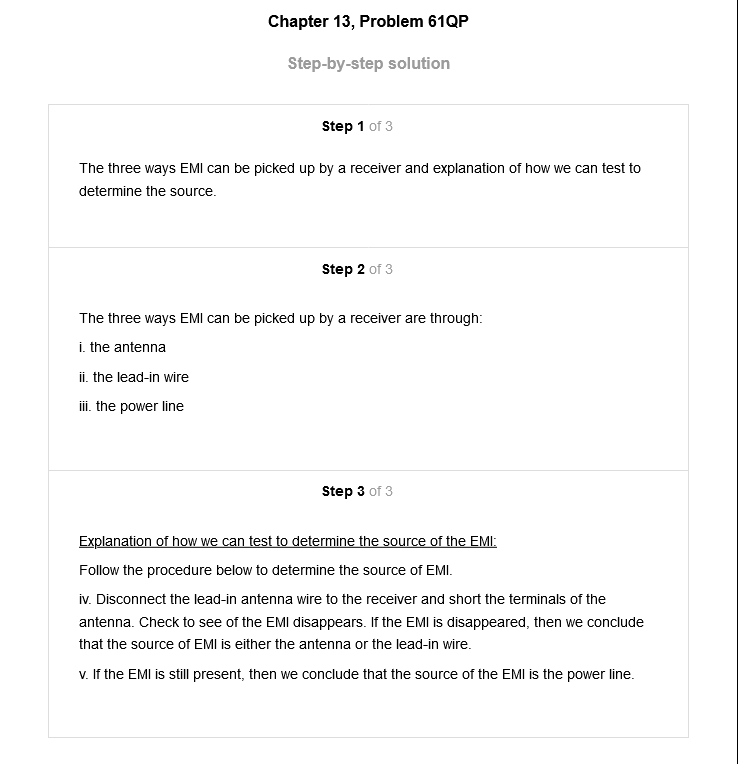 Chapter 13, Problem 61QP
Step-by-step solution
Step 1 of 3
The three ways EMI can be picked up by a receiver and explanation of how we can test to
determine the source.
Step 2 of 3
The three ways EMI can be picked up by a receiver are through:
i. the antenna
ii. the lead-in wire
iii. the power line
Step 3 of 3
Explanation of how we can test to determine the source of the EMI:
Follow the procedure below to determine the source of EMI.
iv. Disconnect the lead-in antenna wire to the receiver and short the terminals of the
antenna. Check to see of the EMI disappears. If the EMI is disappeared, then we conclude
that the source of EMI is either the antenna or the lead-in wire.
v. If the EMI is still present, then we conclude that the source of the EMI is the power line.